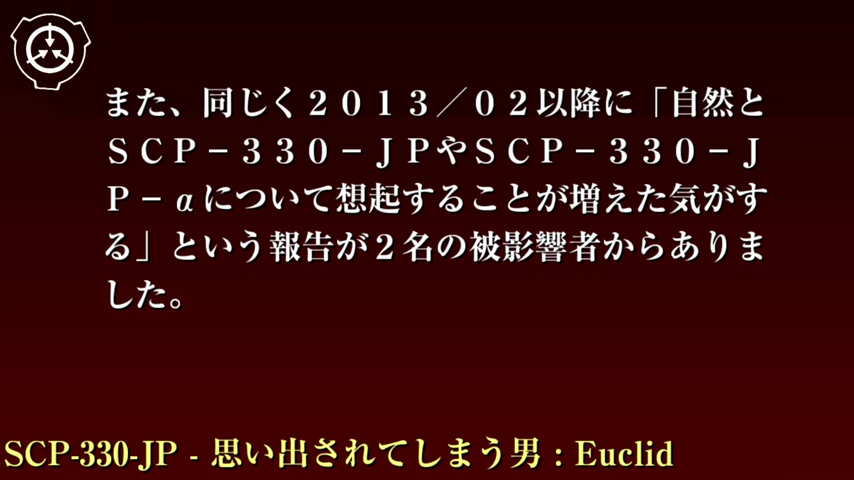 また、同じく２０１３／０２以降に「自然と
ＳＣＰ－３３０－ＪＰやＳＣＰ－３３０－Ｊ
Ｐ－αについて想起することが増えた気がす
る」という報告が２名の被影響者からありま
した。
SCP-330-JP - 思い出されてしまう男 : Euclid